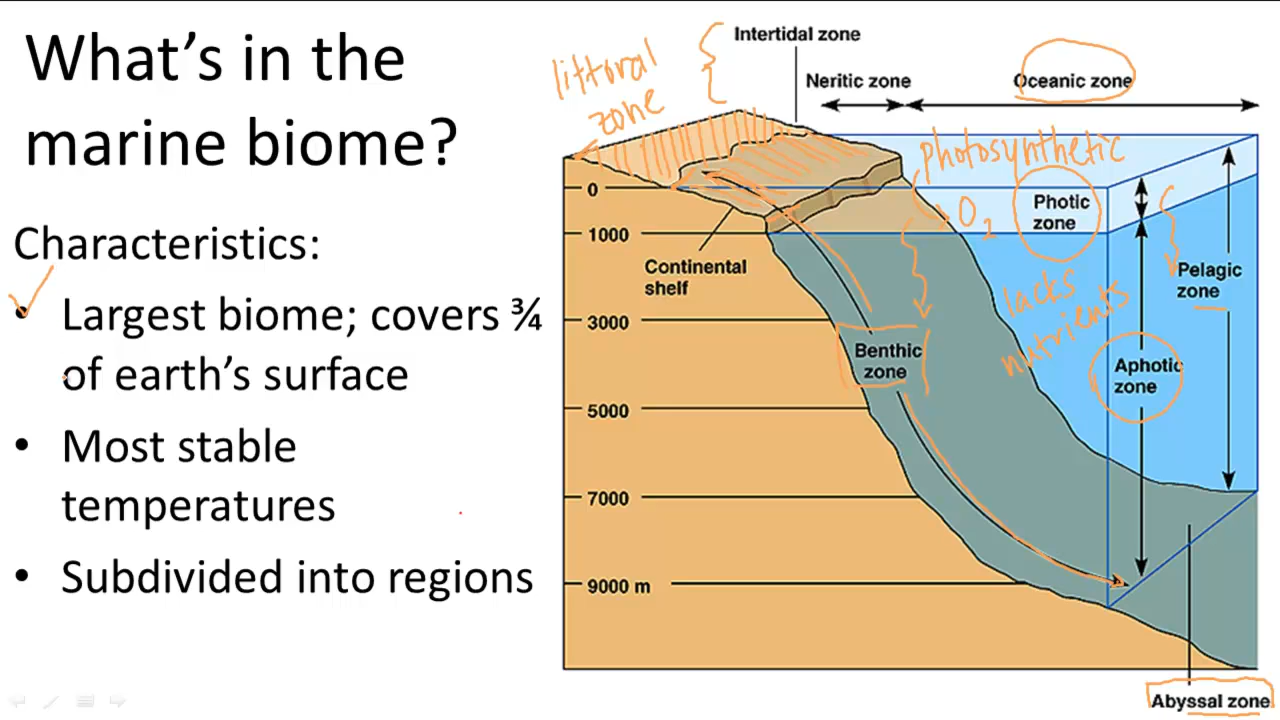 What's in the
marine biome?
Characteristics:
• Largest biome; covers ¾
of earth's surface
• Most stable
temperatures
• Subdivided into regions
littoral
zone
Intertidal zone
Neritic zone
Oceanic zone
photosynthetic
O2
Photic
zone
0
1000
3000
5000
7000
9000 m
Continental
shelf
Pelagic
zone
lacks
nutrients
Benthic
zone
Aphotic
zone
Abyssal zone